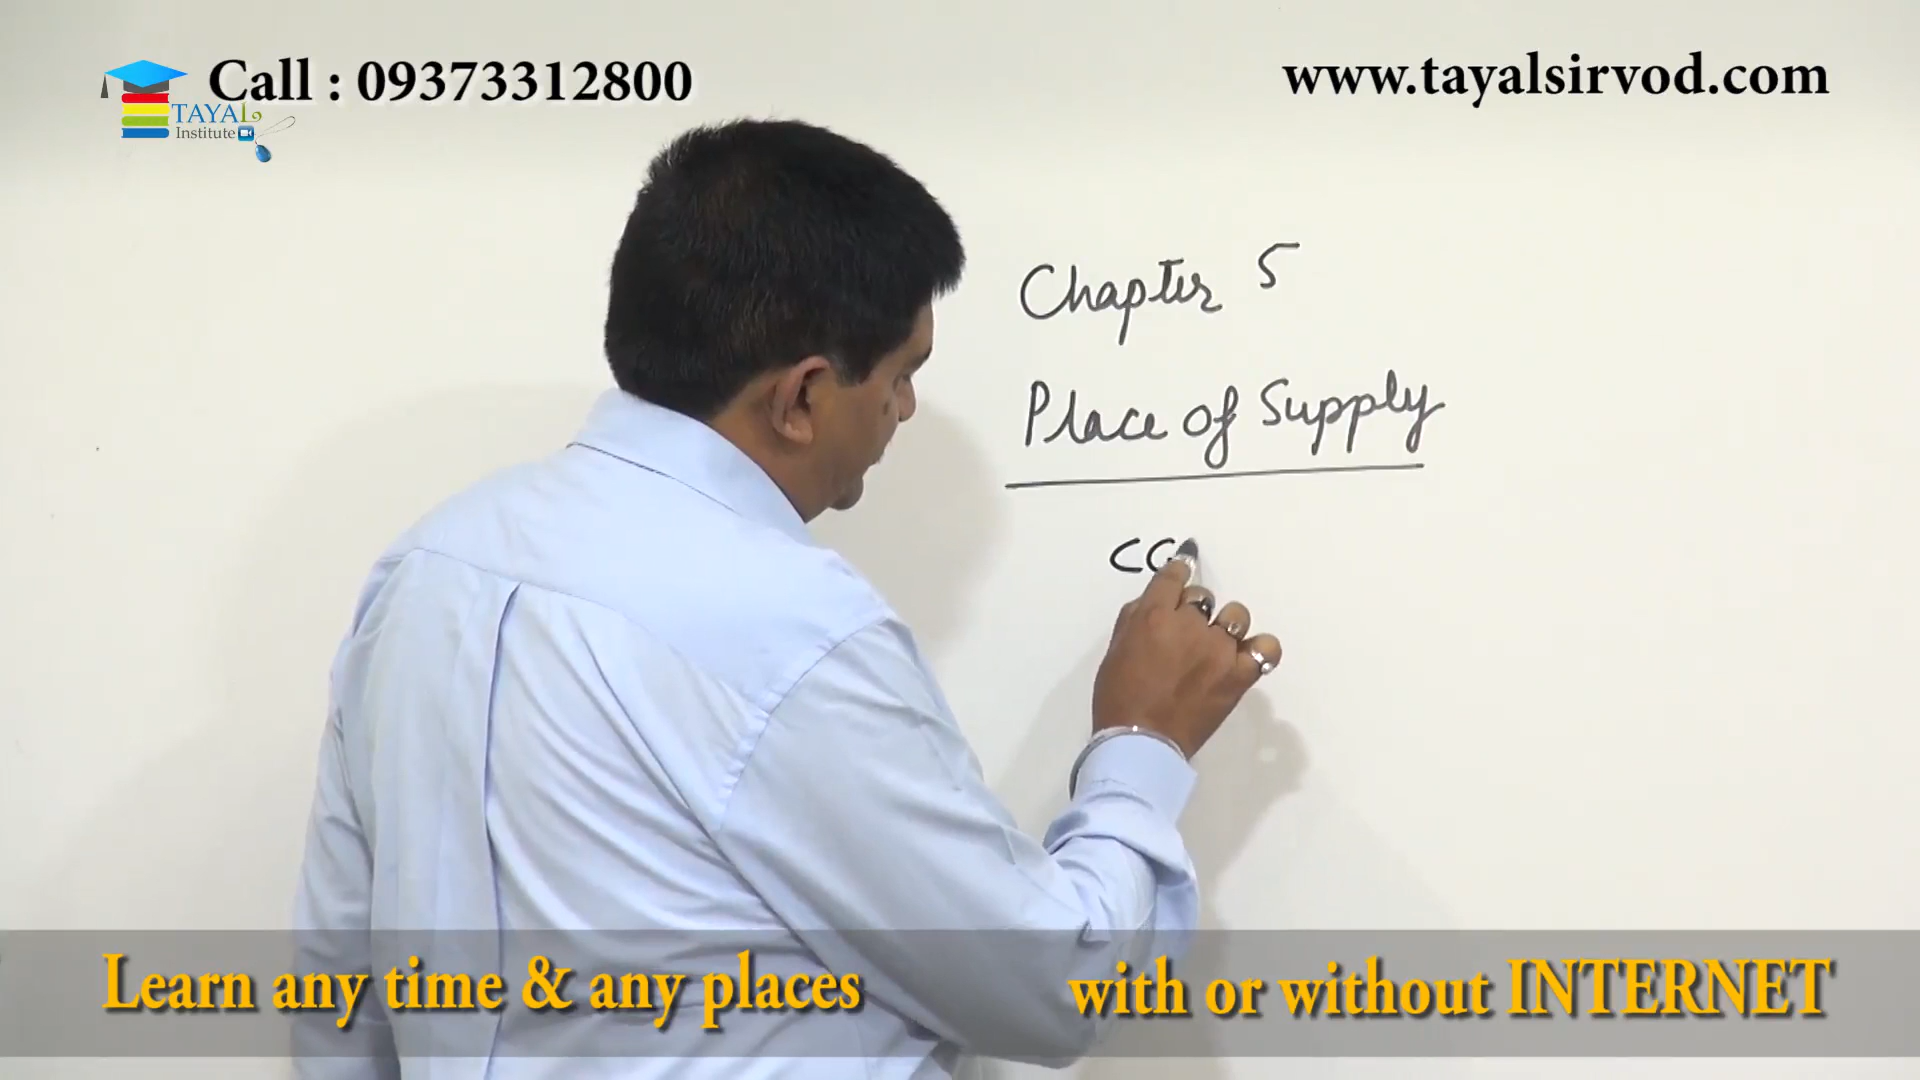 Call : 09373312800
www.tayalsirvod.com
TAYAL
Institute
Chapter 5
Place of Supply
CG
Learn any time & any places
with or without INTERNET